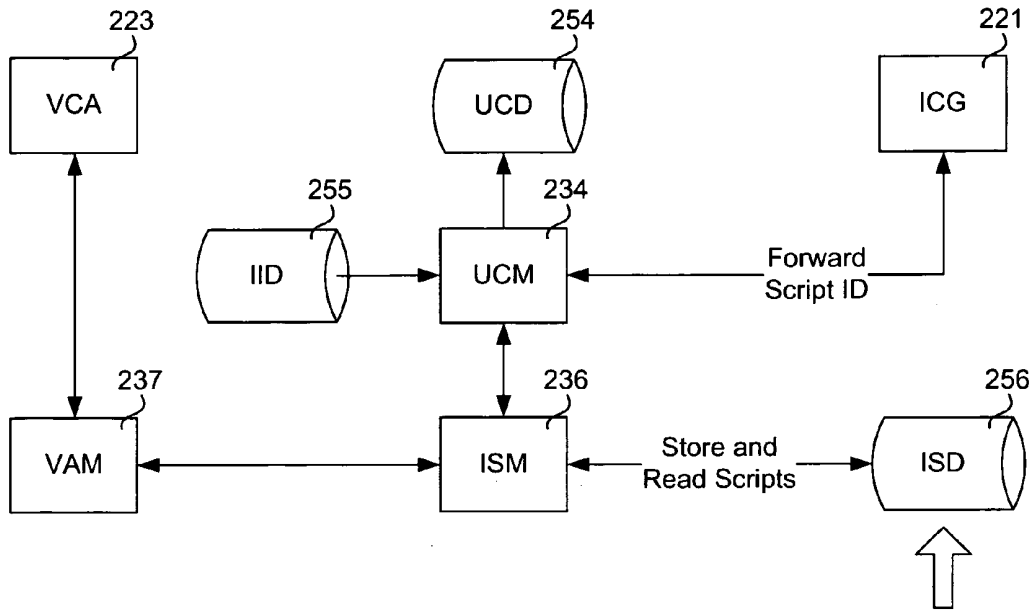 223
254
221
VCA
UCD
ICG
255
234
IID
UCM
Forward
Script ID
237
236
256
VAM
ISM
Store and
Read Scripts
ISD